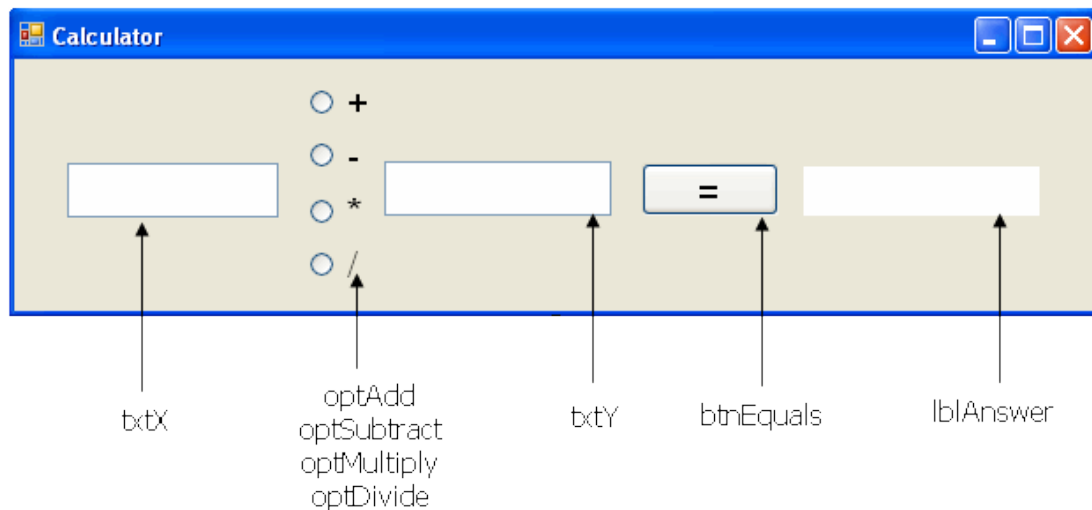 Calculator
+
-
*
/
=
txtX
optAdd
optSubtract
optMultiply
optDivide
txtY
btnEquals
lblAnswer